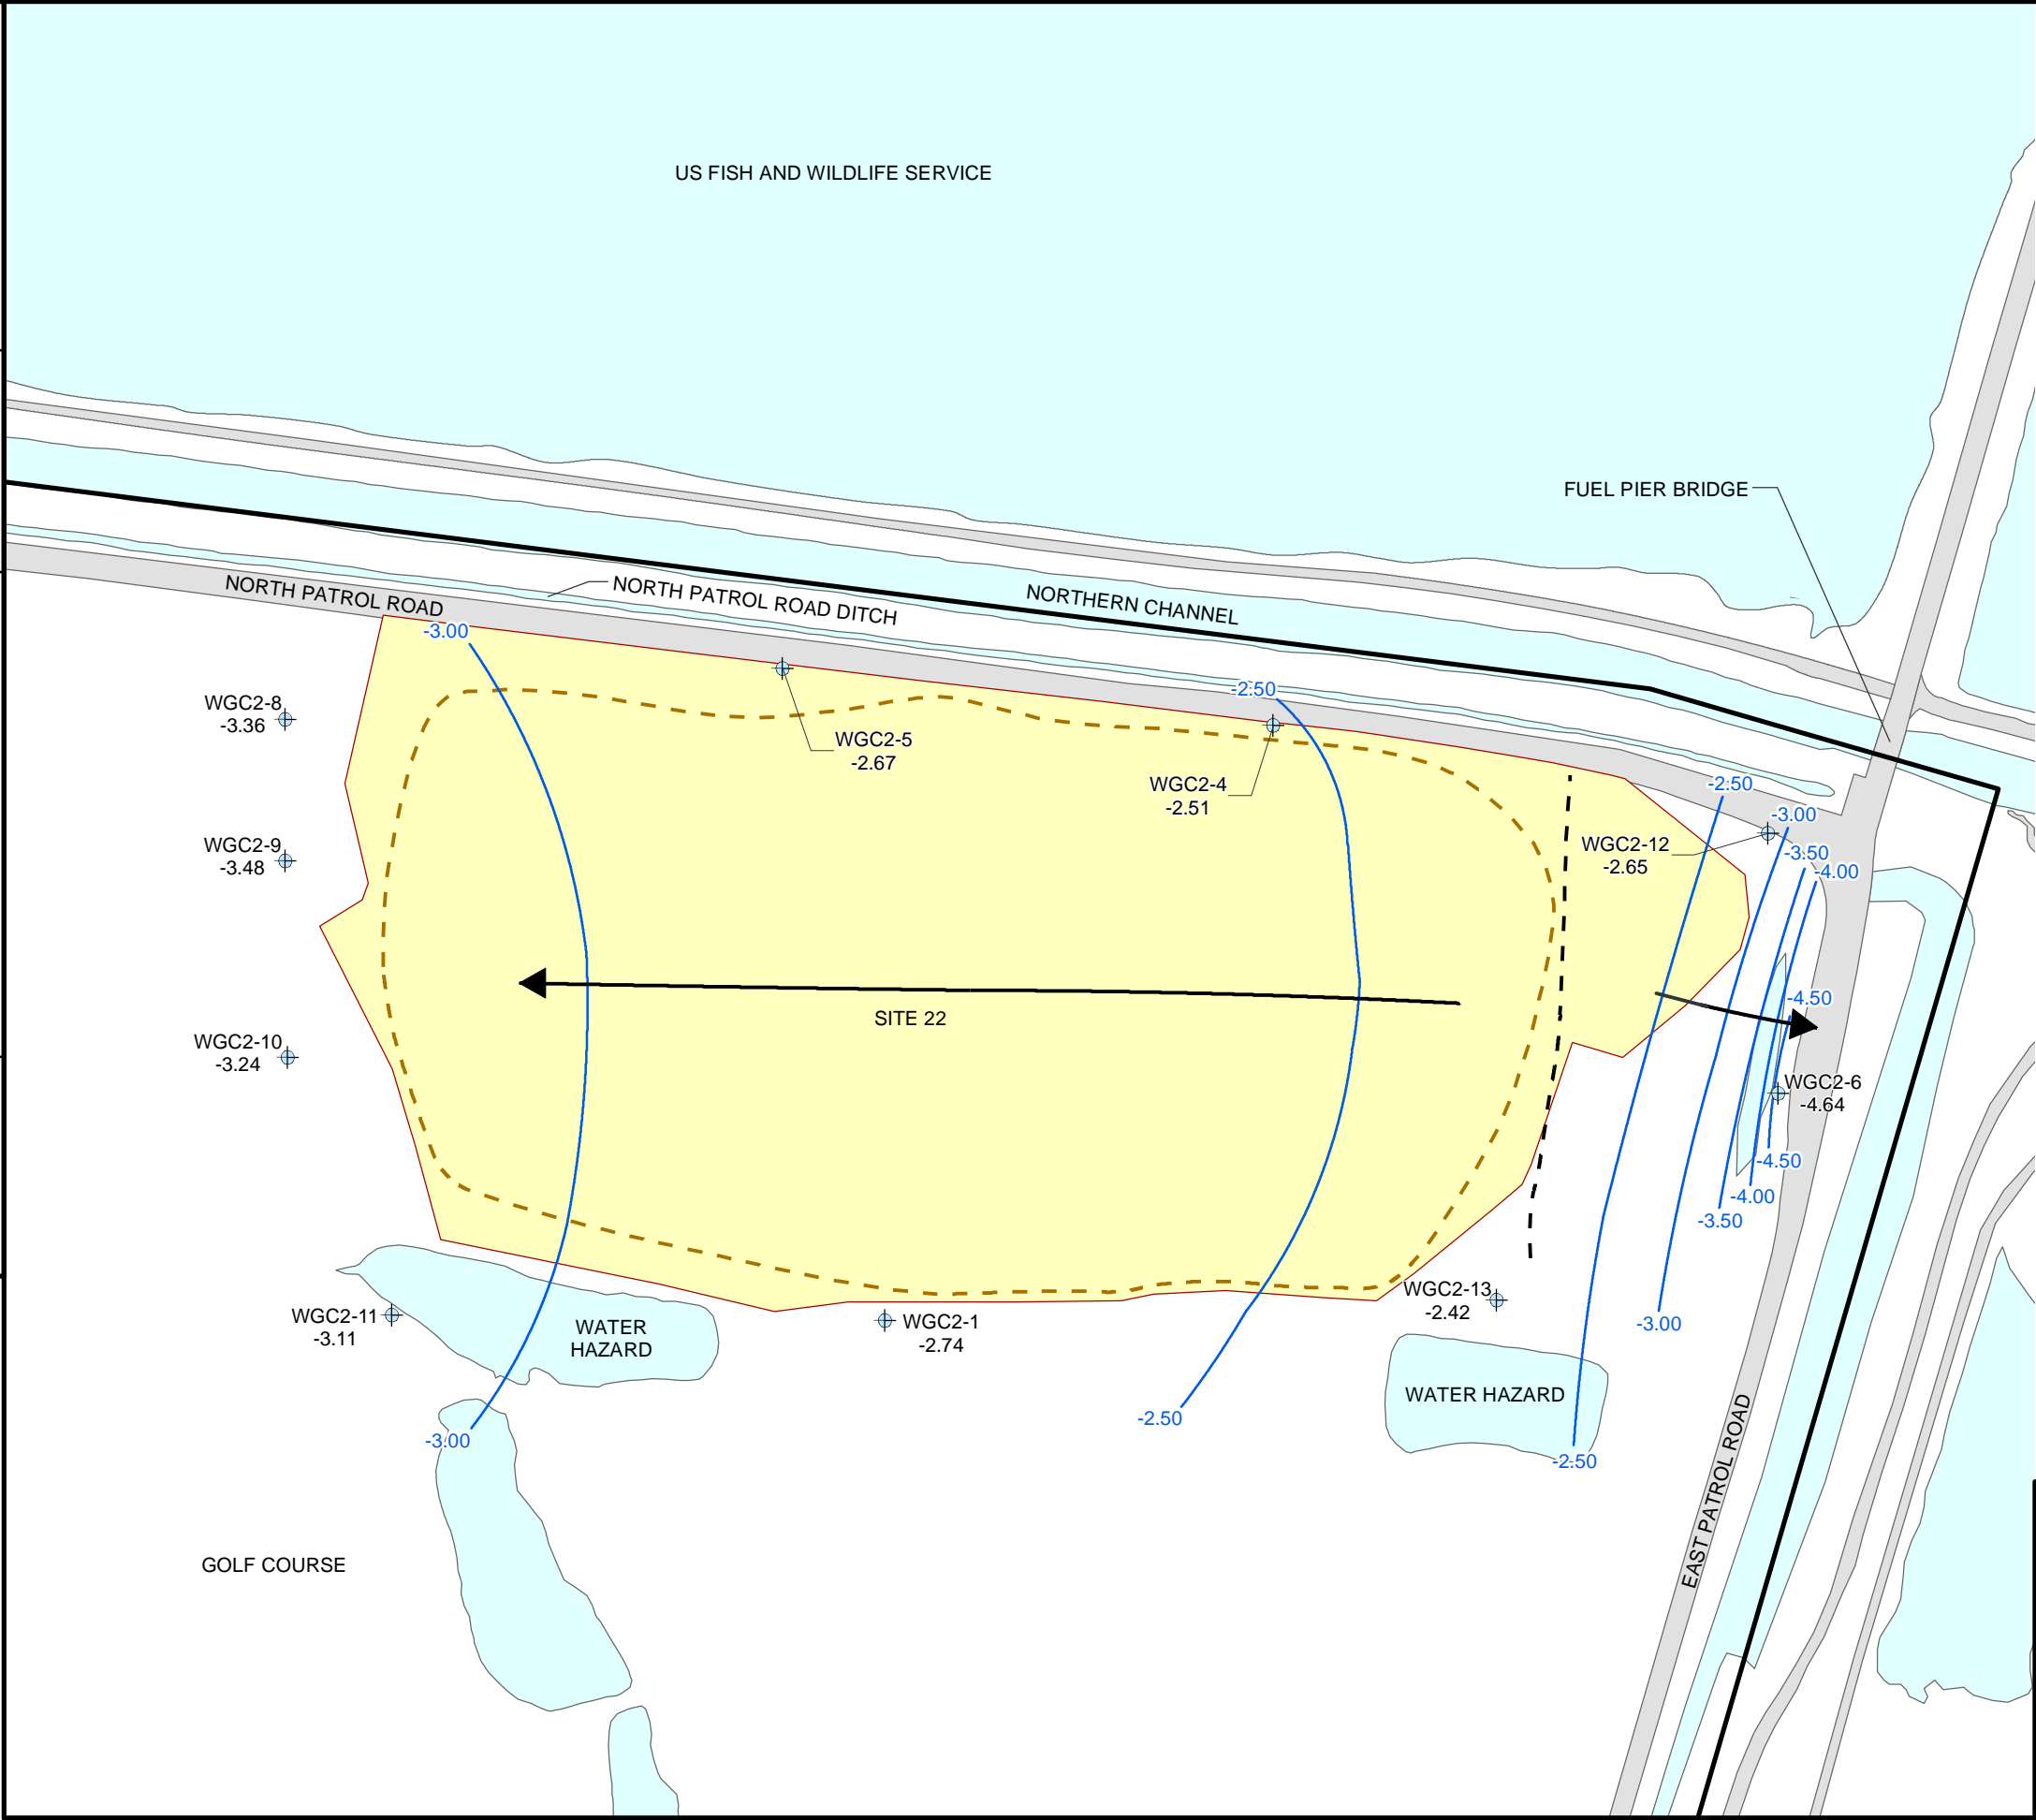 US FISH AND WILDLIFE SERVICE
FUEL PIER BRIDGE
NORTH PATROL ROAD
NORTH PATROL ROAD DITCH
NORTHERN CHANNEL
-3.00
-2.50
WGC2-8
-3.36
WGC2-5
-2.67
WGC2-4
-2.51
-2.50
-3.00
WGC2-12
-2.65
-3.50
-4.00
WGC2-9
-3.48
-4.50
SITE 22
WGC2-10
-3.24
WGC2-6
-4.64
-4.50
-4.00
-3.50
WGC2-11
-3.11
WATER
HAZARD
WGC2-1
-2.74
WGC2-13
-2.42
-3.00
WATER HAZARD
-3.00
-2.50
-2.50
EAST PATROL ROAD
GOLF COURSE